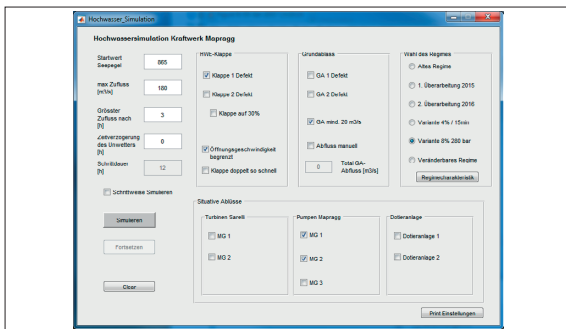 Hochwasser_Simulation
Hochwassersimulation Kraftwerk Mapragg
Startwert Seepegel
865
max Zufluss [m³/s]
180
Grösster Zufluss nach [h]
3
Zeitverzögerung des Unwetters [h]
0
Schrittdauer [h]
12
Schrittweise Simulieren
Simulieren
Fortsetzen
Clear
HWE-Klappe
Klappe 1 Defekt
Klappe 2 Defekt
Klappe auf 30%
Öffnungsgeschwindigkeit begrenzt
Klappe doppelt so schnell
Grundablass
GA 1 Defekt
GA 2 Defekt
GA mind. 20 m3/s
Abfluss manuell
0
Total GA-Abfluss [m3/s]
Wahl des Regimes
Altes Regime
1. Überarbeitung 2015
2. Überarbeitung 2016
Variante 4% / 15min
Variante 8% 280 bar
Veränderbares Regime
Regimecharakteristik
Situative Ablüsse
Turbinen Sarelli
MG 1
MG 2
Pumpen Mapragg
MG 1
MG 2
MG 3
Dotieranlage
Dotieranlage 1
Dotieranlage 2
Print Einstellungen